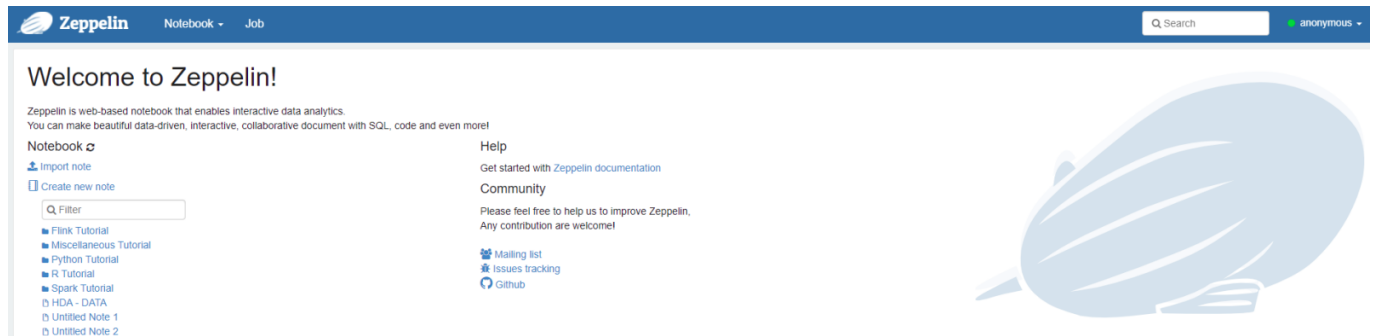 Zeppelin Notebook Job Search anonymous
Welcome to Zeppelin!
Zeppelin is web-based notebook that enables interactive data analytics.
You can make beautiful data-driven, interactive, collaborative document with SQL, code and even more!
Notebook
Import note
Create new note
Filter
Flink Tutorial
Miscellaneous Tutorial
Python Tutorial
R Tutorial
Spark Tutorial
HDA - DATA
Untitled Note 1
Untitled Note 2
Help
Get started with Zeppelin documentation
Community
Please feel free to help us to improve Zeppelin,
Any contribution are welcome!
Mailing list
Issues tracking
Github